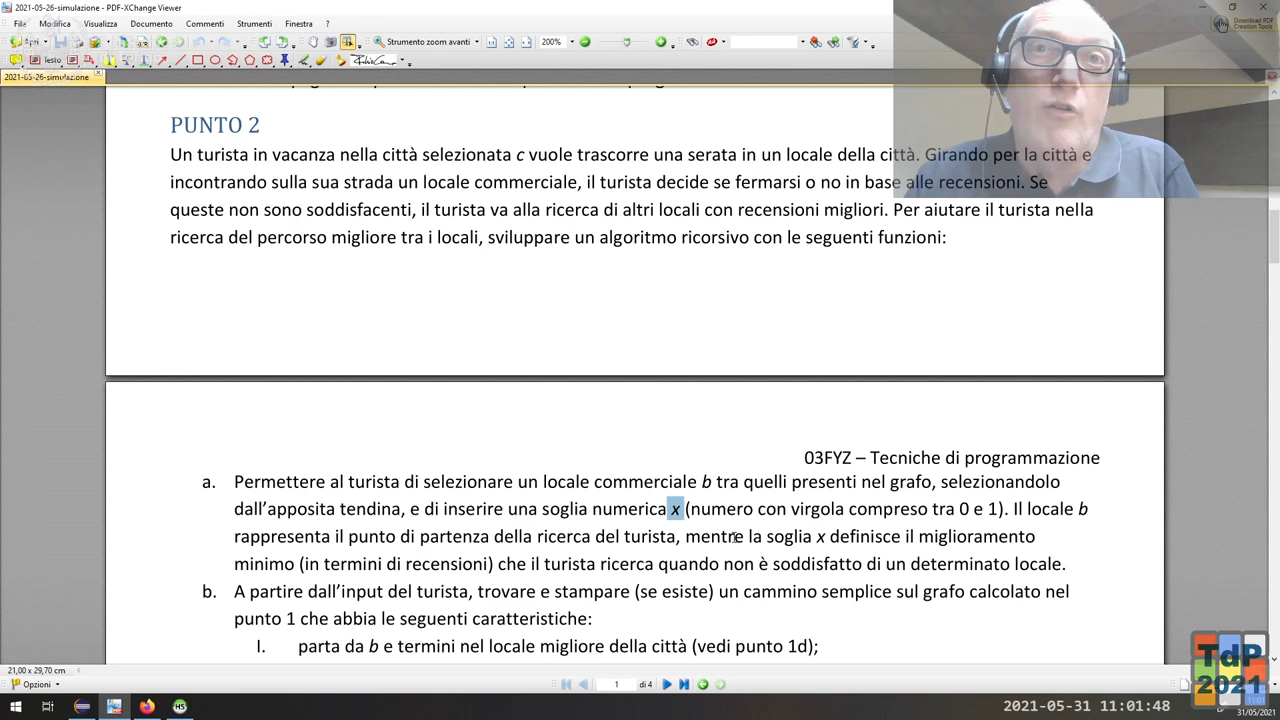 2021-05-26-simulazione - PDF-XChange Viewer
File Modifica Visualizza Documento Commenti Strumenti Finestra ?
Apri Strumento zoom avanti 200%
Download PDF Creation Tools
Testo
2021-05-26-simulazione
PUNTO 2
Un turista in vacanza nella città selezionata c vuole trascorre una serata in un locale della città. Girando per la città e
incontrando sulla sua strada un locale commerciale, il turista decide se fermarsi o no in base alle recensioni. Se
queste non sono soddisfacenti, il turista va alla ricerca di altri locali con recensioni migliori. Per aiutare il turista nella
ricerca del percorso migliore tra i locali, sviluppare un algoritmo ricorsivo con le seguenti funzioni:
03FYZ – Tecniche di programmazione
a. Permettere al turista di selezionare un locale commerciale b tra quelli presenti nel grafo, selezionandolo
dall'apposita tendina, e di inserire una soglia numerica x (numero con virgola compreso tra 0 e 1). Il locale b
rappresenta il punto di partenza della ricerca del turista, mentre la soglia x definisce il miglioramento
minimo (in termini di recensioni) che il turista ricerca quando non è soddisfatto di un determinato locale.
b. A partire dall'input del turista, trovare e stampare (se esiste) un cammino semplice sul grafo calcolato nel
punto 1 che abbia le seguenti caratteristiche:
I. parta da b e termini nel locale migliore della città (vedi punto 1d);
TdP
2021
21,00 x 29,70 cm
Opzioni 1 di 4
2021-05-31 11:01:48
31/05/2021